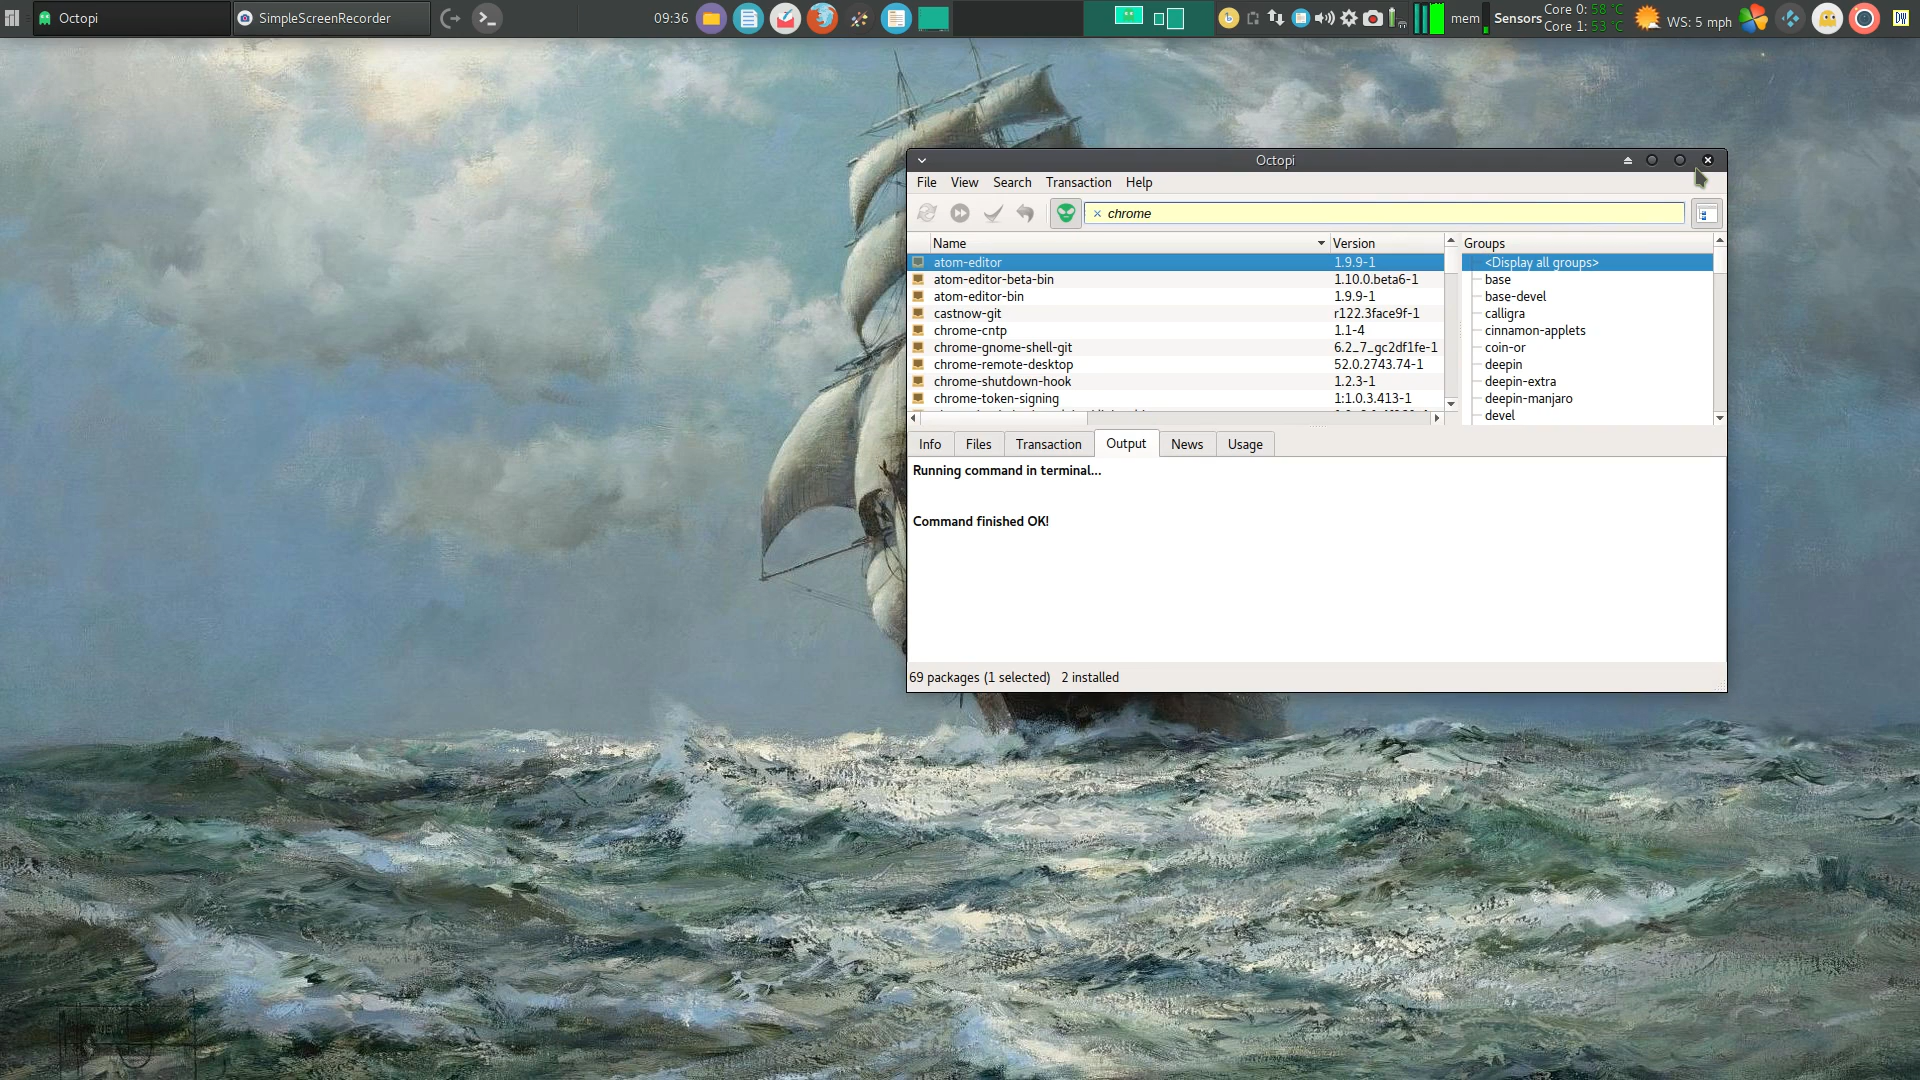 Octopi
SimpleScreenRecorder
09:36
mem
Sensors
Core 0: 58 °C
Core 1: 53 °C
WS: 5 mph
Octopi
File View Search Transaction Help
chrome
Name Version Groups
atom-editor 1.9.9-1 <Display all groups>
atom-editor-beta-bin 1.10.0.beta6-1 base
atom-editor-bin 1.9.9-1 base-devel
castnow-git r122.3face9f-1 calligra
chrome-cntp 1.1-4 cinnamon-applets
chrome-gnome-shell-git 6.2_7_gc2df1fe-1 coin-or
chrome-remote-desktop 52.0.2743.74-1 deepin
chrome-shutdown-hook 1.2.3-1 deepin-extra
chrome-token-signing 1:1.0.3.413-1 deepin-manjaro
devel
Info Files Transaction Output News Usage
Running command in terminal...
Command finished OK!
69 packages (1 selected) 2 installed